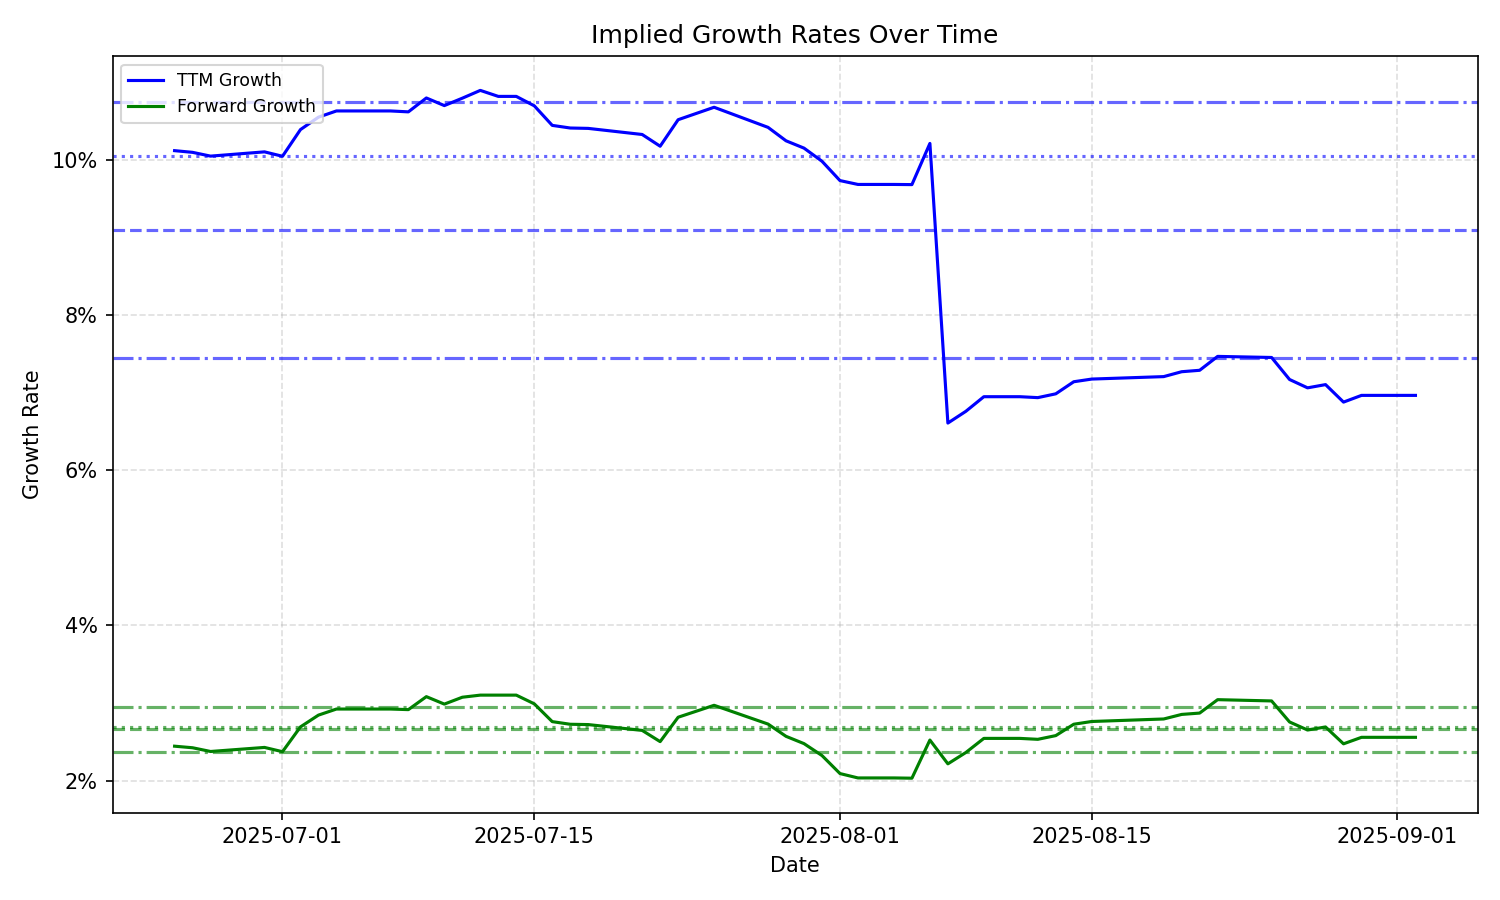 Implied Growth Rates Over Time
TTM Growth
Forward Growth
10%
8%
6%
4%
2%
Growth Rate
2025-07-01
2025-07-15
2025-08-01
2025-08-15
2025-09-01
Date